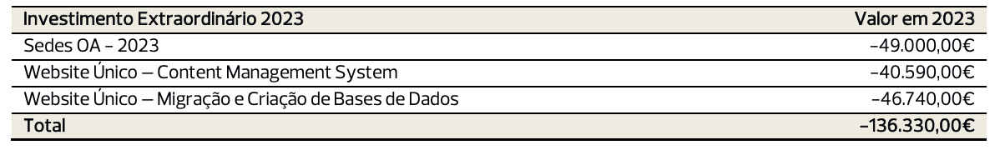 Investimento Extraordinário 2023 Valor em 2023
Sedes OA - 2023 -49.000,00€
Website Único – Content Management System -40.590,00€
Website Único – Migração e Criação de Bases de Dados -46.740,00€
Total -136.330,00€